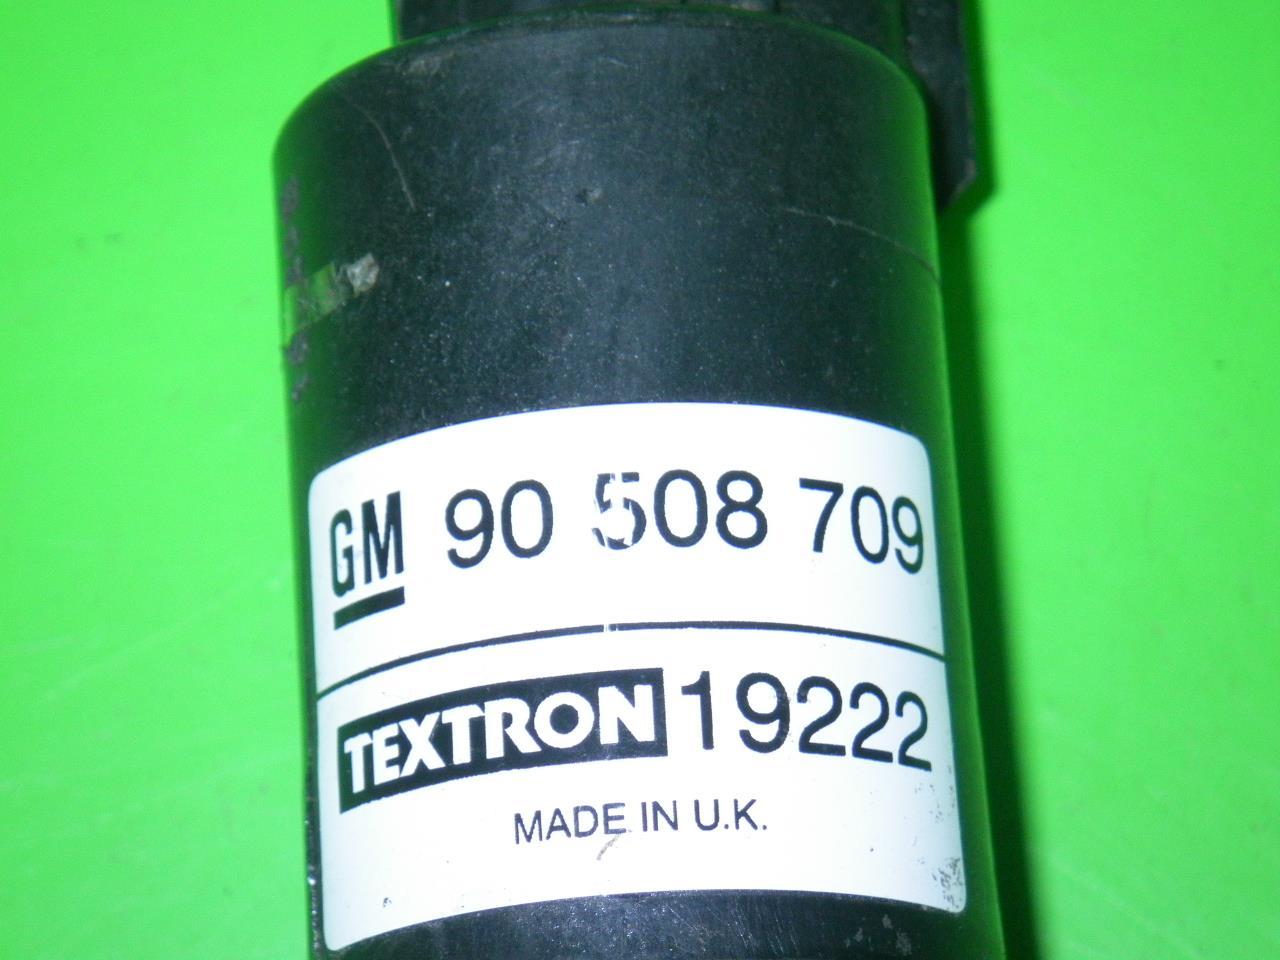 GM 90 508 709
TEXTRON 19222
MADE IN U.K.